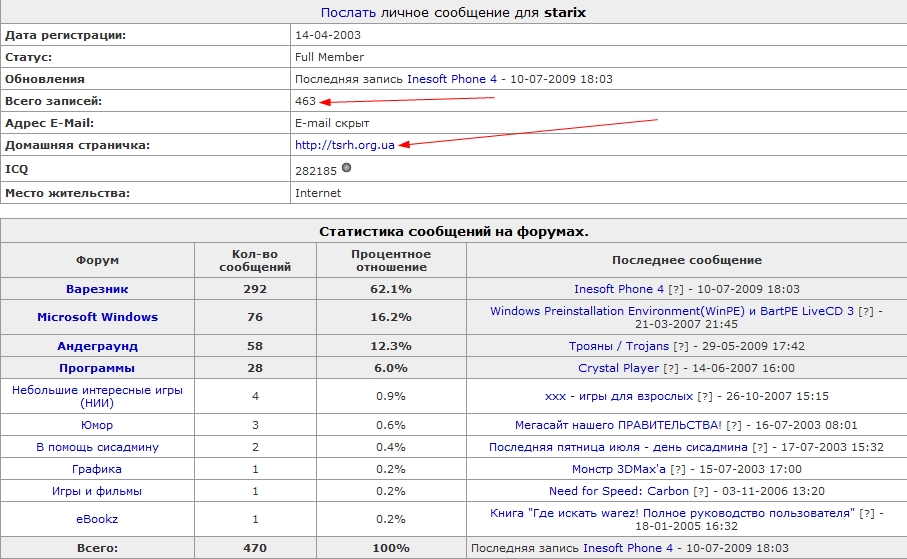 Послать личное сообщение для starix
Дата регистрации: 14-04-2003
Статус: Full Member
Обновления Последняя запись Inesoft Phone 4 - 10-07-2009 18:03
Всего записей: 463
Адрес E-Mail: E-mail скрыт
Домашняя страничка: http://tsrh.org.ua
ICQ 282185
Место жительства: Internet
Статистика сообщений на форумах.
Форум Кол-во сообщений Процентное отношение Последнее сообщение
Варезник 292 62.1% Inesoft Phone 4 [?] - 10-07-2009 18:03
Microsoft Windows 76 16.2% Windows Preinstallation Environment(WinPE) и BartPE LiveCD 3 [?] - 21-03-2007 21:45
Андеграунд 58 12.3% Трояны / Trojans [?] - 29-05-2009 17:42
Программы 28 6.0% Crystal Player [?] - 14-06-2007 16:00
Небольшие интересные игры (НИИ) 4 0.9% xxx - игры для взрослых [?] - 26-10-2007 15:15
Юмор 3 0.6% Мегасайт нашего ПРАВИТЕЛЬСТВА! [?] - 16-07-2003 08:01
В помощь сисадмину 2 0.4% Последняя пятница июля - день сисадмина [?] - 17-07-2003 15:32
Графика 1 0.2% Монстр 3DMax'a [?] - 15-07-2003 17:00
Игры и фильмы 1 0.2% Need for Speed: Carbon [?] - 03-11-2006 13:20
eBookz 1 0.2% Книга "Где искать warez! Полное руководство пользователя" [?] - 18-01-2005 16:32
Всего: 470 100% Последняя запись Inesoft Phone 4 - 10-07-2009 18:03